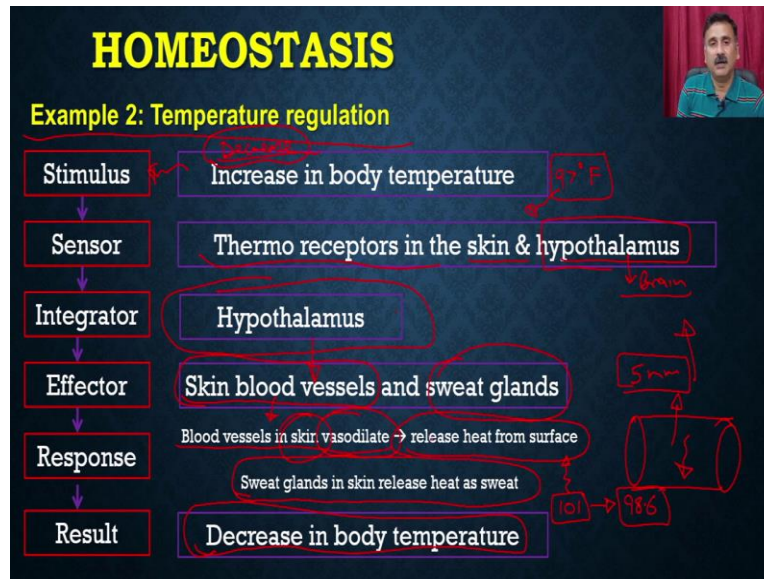 HOMEOSTASIS
Example 2: Temperature regulation
Decrease
Stimulus
Increase in body temperature
97°F
Sensor
Thermo receptors in the skin & hypothalamus
Brain
Integrator
Hypothalamus
Effector
Skin blood vessels and sweat glands
5mm
Response
Blood vessels in skin vasodilate → release heat from surface
Sweat glands in skin release heat as sweat
101 → 98.6
Result
Decrease in body temperature